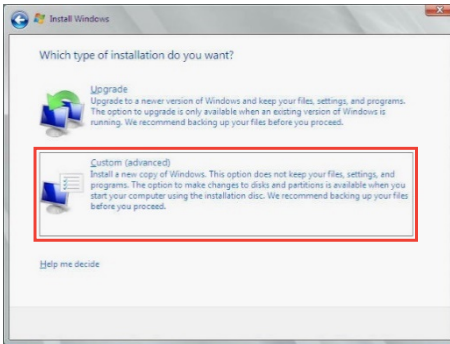 Install Windows
Which type of installation do you want?
Upgrade
Upgrade to a newer version of Windows and keep your files, settings, and programs.
The option to upgrade is only available when an existing version of Windows is
running. We recommend backing up your files before you proceed.
Custom (advanced)
Install a new copy of Windows. This option does not keep your files, settings, and
programs. The option to make changes to disks and partitions is available when you
start your computer using the installation disc. We recommend backing up your files
before you proceed.
Help me decide